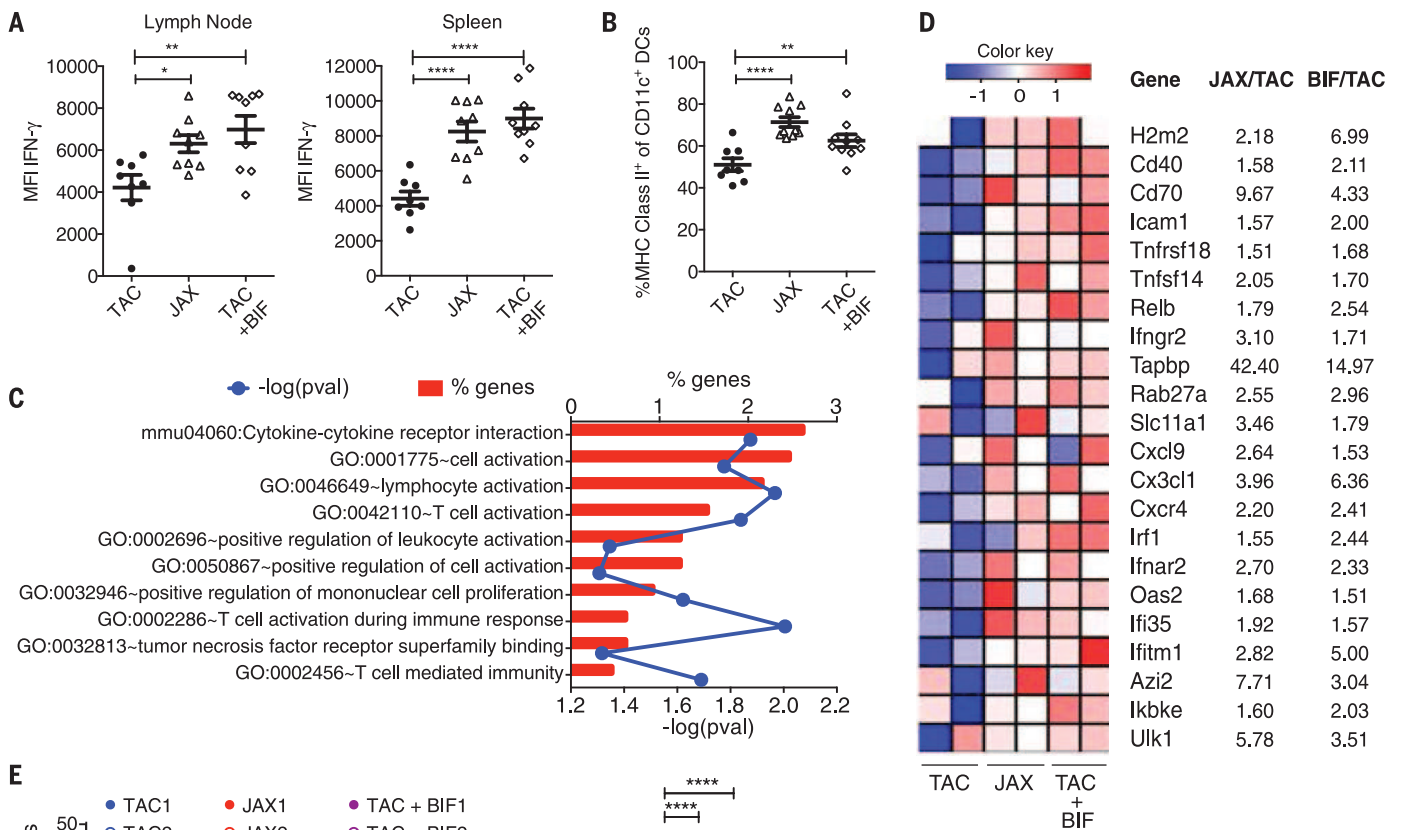 A
Lymph Node
MFI IFN-γ
10000
8000
6000
4000
2000
0
*
**
TAC
JAX
TAC
+BIF
Spleen
MFI IFN-γ
12000
10000
8000
6000
4000
2000
0
****
****
TAC
JAX
TAC
+BIF
B
%MHC Class II+ of CD11c+ DCs
100
80
60
40
20
0
**
****
TAC
JAX
TAC
+BIF
C
-log(pval)
% genes
% genes
0 1 2 3
mmu04060:Cytokine-cytokine receptor interaction
GO:0001775~cell activation
GO:0046649~lymphocyte activation
GO:0042110~T cell activation
GO:0002696~positive regulation of leukocyte activation
GO:0050867~positive regulation of cell activation
GO:0032946~positive regulation of mononuclear cell proliferation
GO:0002286~T cell activation during immune response
GO:0032813~tumor necrosis factor receptor superfamily binding
GO:0002456~T cell mediated immunity
1.2 1.4 1.6 1.8 2.0 2.2
-log(pval)
D
Color key
-1 0 1
Gene JAX/TAC BIF/TAC
H2m2 2.18 6.99
Cd40 1.58 2.11
Cd70 9.67 4.33
Icam1 1.57 2.00
Tnfrsf18 1.51 1.68
Tnfsf14 2.05 1.70
Relb 1.79 2.54
Ifngr2 3.10 1.71
Tapbp 42.40 14.97
Rab27a 2.55 2.96
Slc11a1 3.46 1.79
Cxcl9 2.64 1.53
Cx3cl1 3.96 6.36
Cxcr4 2.20 2.41
Irf1 1.55 2.44
Ifnar2 2.70 2.33
Oas2 1.68 1.51
Ifi35 1.92 1.57
Ifitm1 2.82 5.00
Azi2 7.71 3.04
Ikbke 1.60 2.03
Ulk1 5.78 3.51
TAC JAX TAC
+
BIF
E
TAC1 JAX1 TAC + BIF1
****
****
50